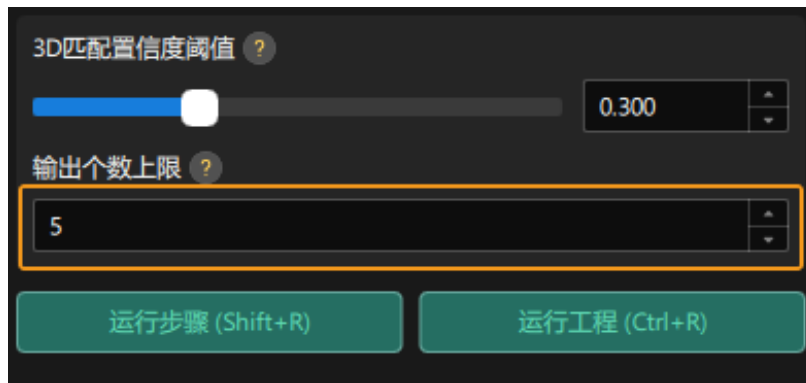 3D匹配置信度阈值 ?
0.300
输出个数上限 ?
5
运行步骤 (Shift+R)
运行工程 (Ctrl+R)